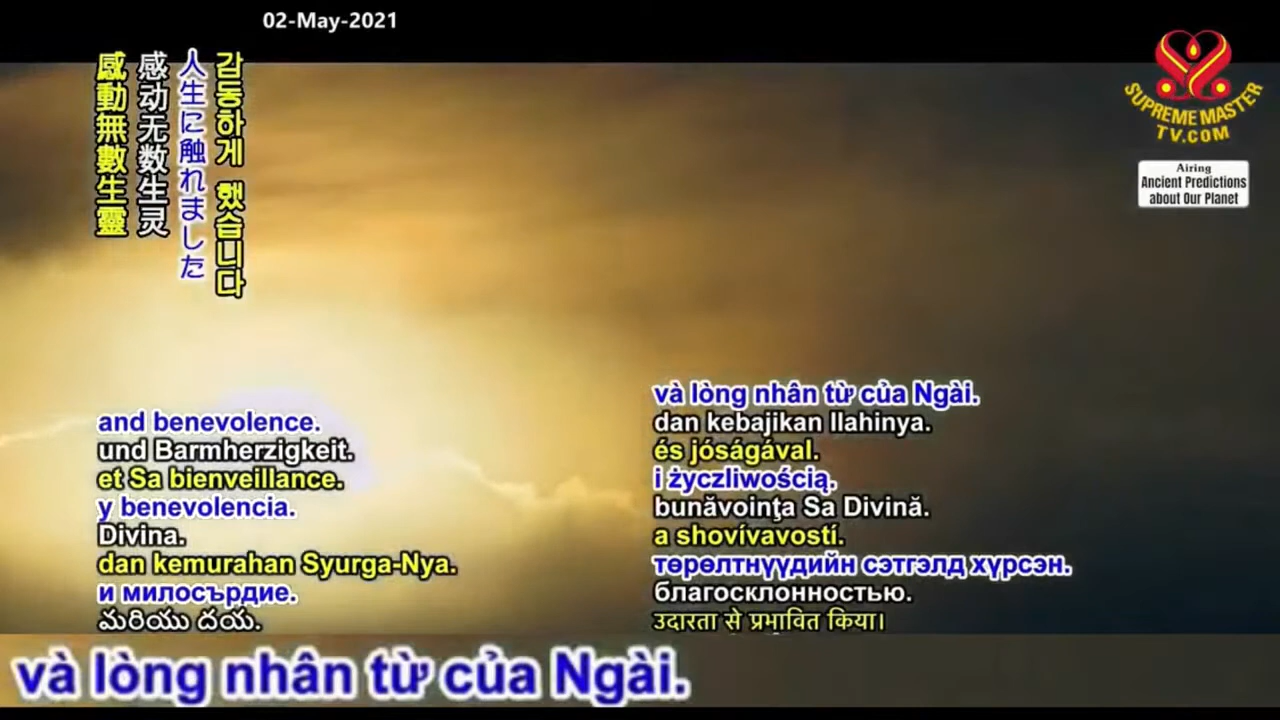 02-May-2021
SUPREME MASTER
TV.COM
Airing
Ancient Predictions
about Our Planet
감동하게 했습니다
人生に触れました
感动无数生灵
感動無數生靈
and benevolence.
und Barmherzigkeit.
et Sa bienveillance.
y benevolencia.
Divina.
dan kemurahan Syurga-Nya.
и милосърдие.
మరియు దయ.
và lòng nhân từ của Ngài.
dan kebajikan Ilahinya.
és jóságával.
i życzliwością.
bunăvoinţa Sa Divină.
a shovívavostí.
төрөлтнүүдийн сэтгэлд хүрсэн.
благосклонностью.
उदारता से प्रभावित किया।
và lòng nhân từ của Ngài.